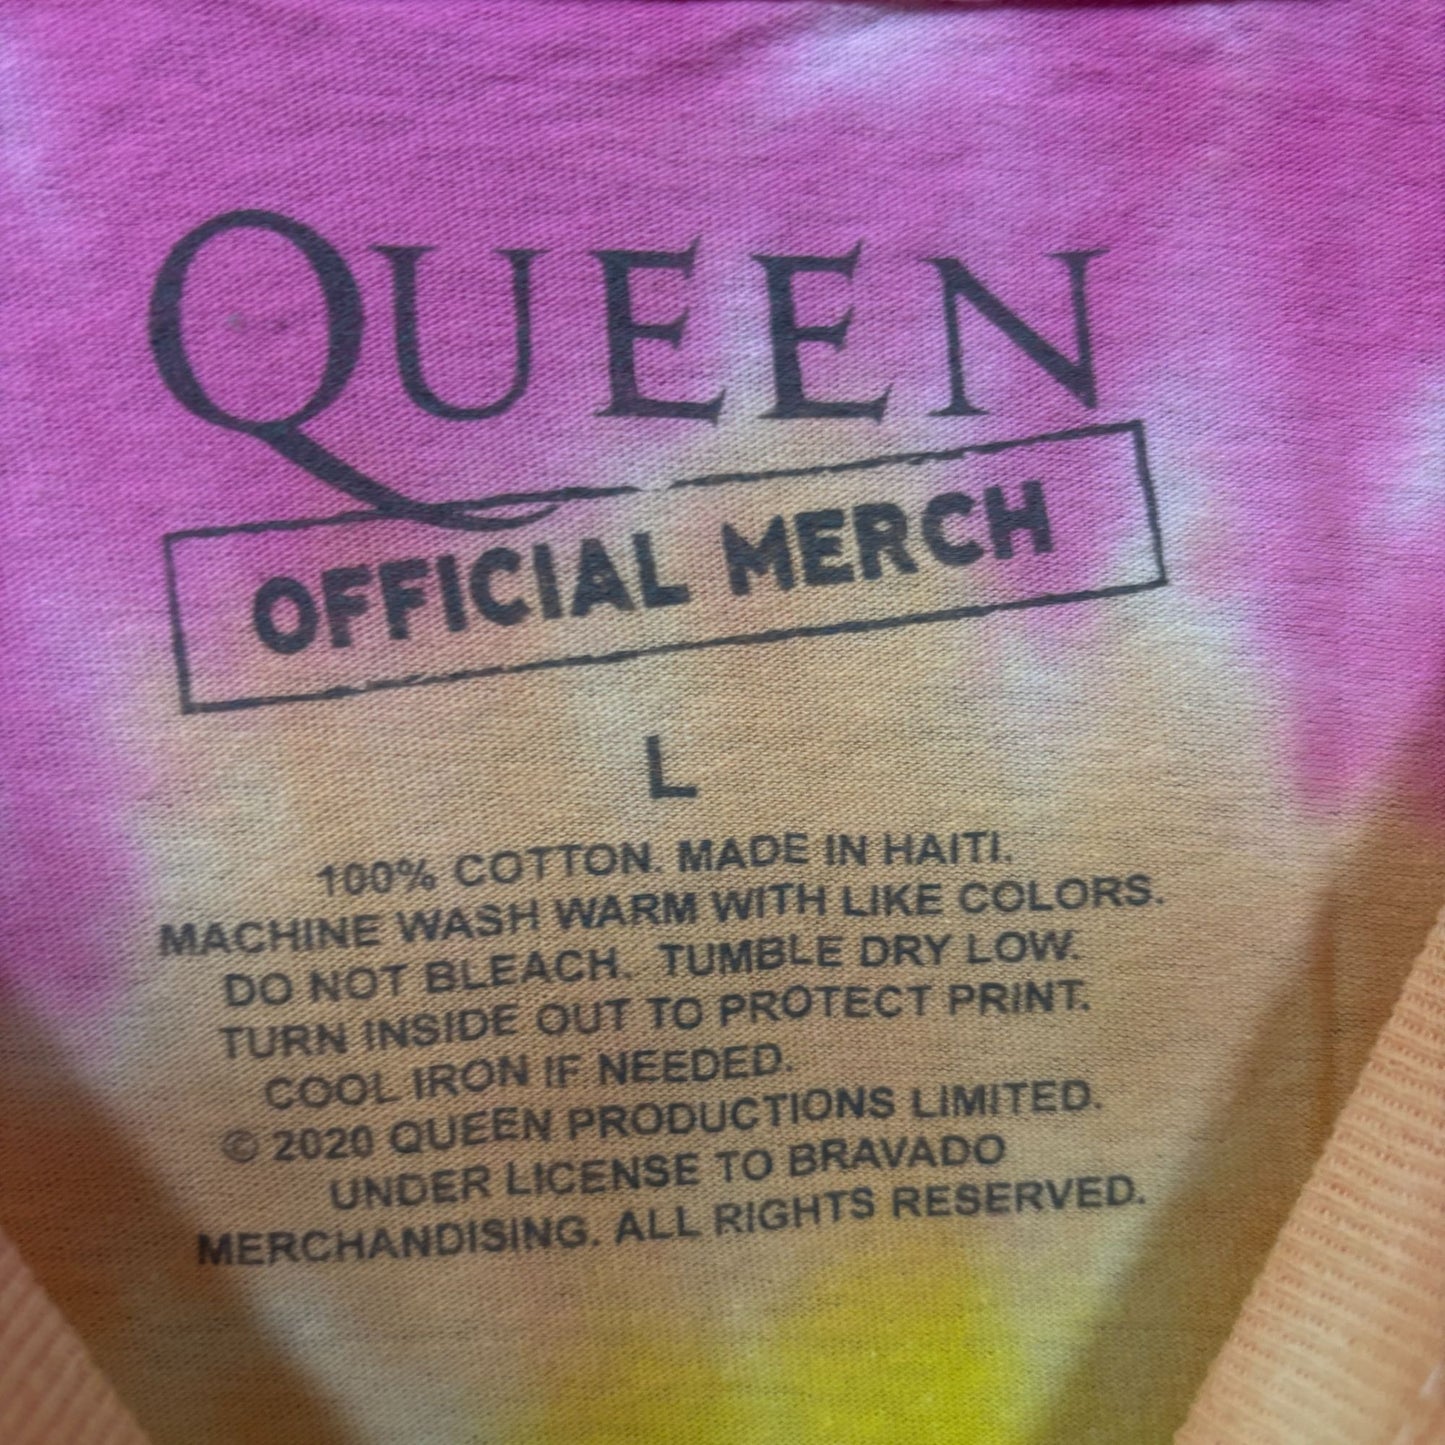 QUEEN
OFFICIAL MERCH
L
100% COTTON. MADE IN HAITI.
MACHINE WASH WARM WITH LIKE COLORS.
DO NOT BLEACH. TUMBLE DRY LOW.
TURN INSIDE OUT TO PROTECT PRINT.
COOL IRON IF NEEDED.
© 2020 QUEEN PRODUCTIONS LIMITED.
UNDER LICENSE TO BRAVADO
MERCHANDISING. ALL RIGHTS RESERVED.